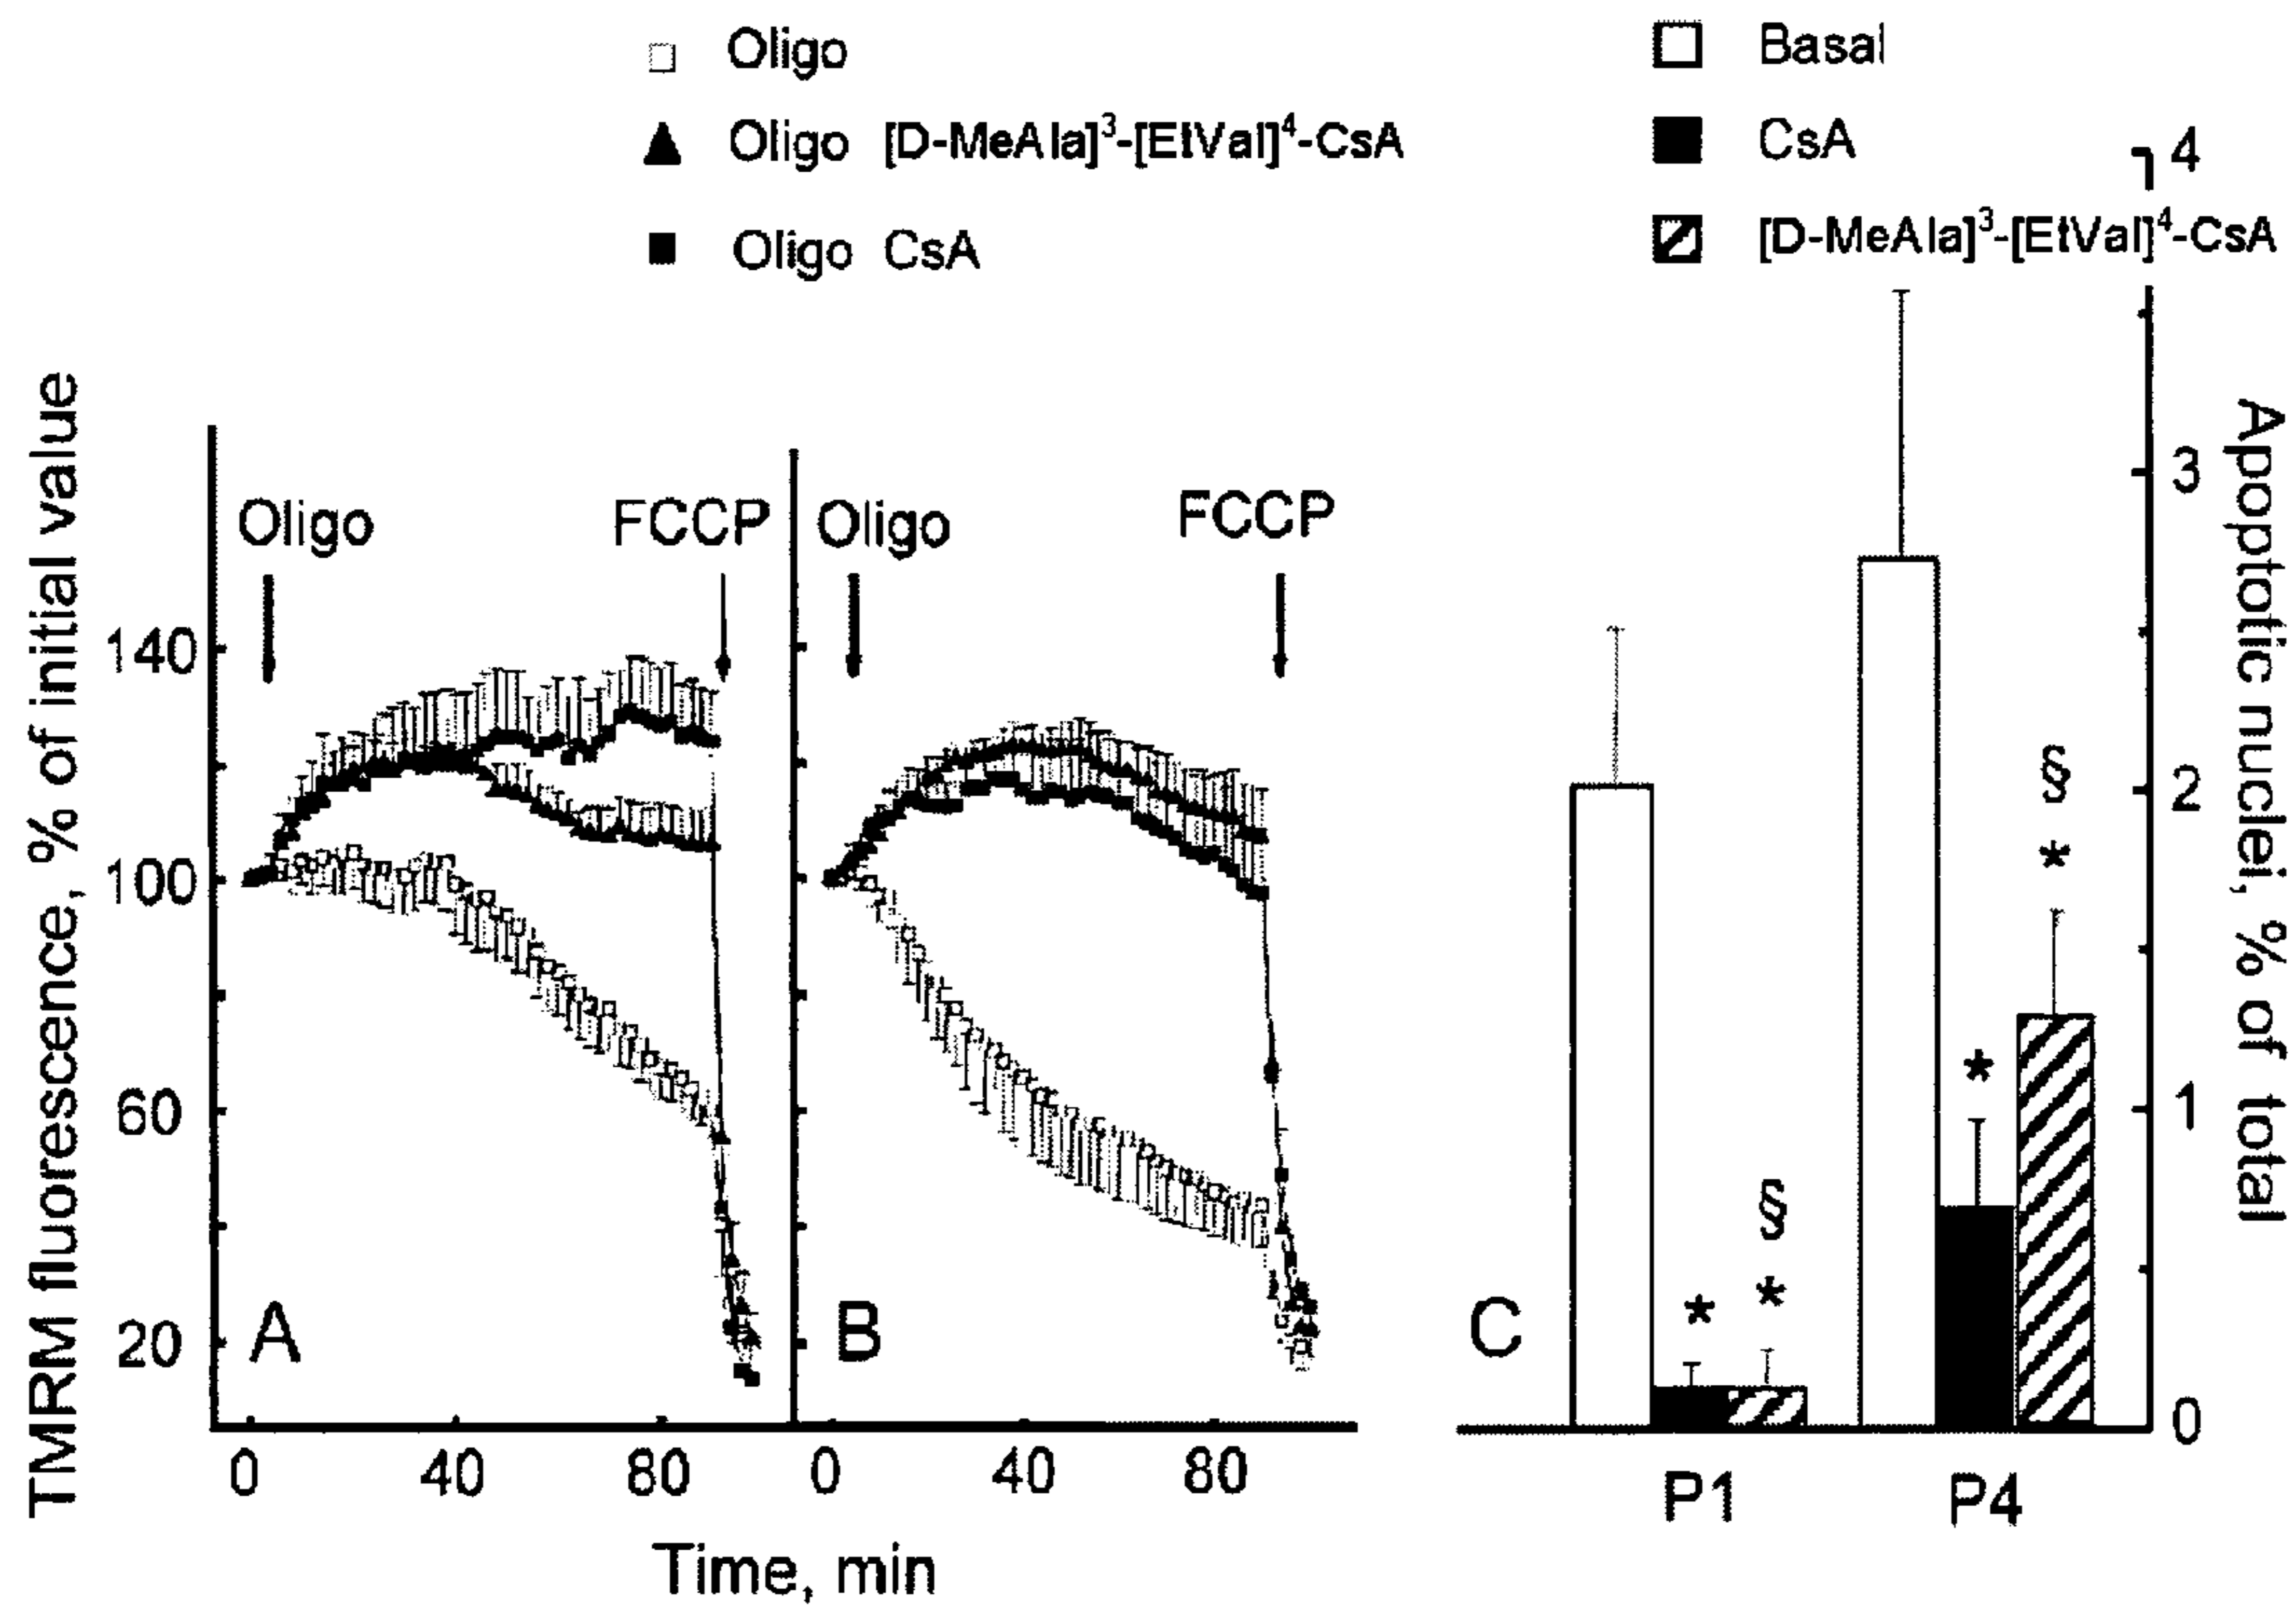 Oligo
Oligo [D-MeAla]³-[EtVal]⁴-CsA
Oligo CsA
Basal
CsA
[D-MeAla]³-[EtVal]⁴-CsA
TMRM fluorescence, % of initial value
140
100
60
20
Oligo
FCCP
A
0
40
80
Oligo
FCCP
B
0
40
80
Time, min
C
*
*
§
*
*
§
P1
P4
4
3
2
1
0
Apoptotic nuclei, % of total